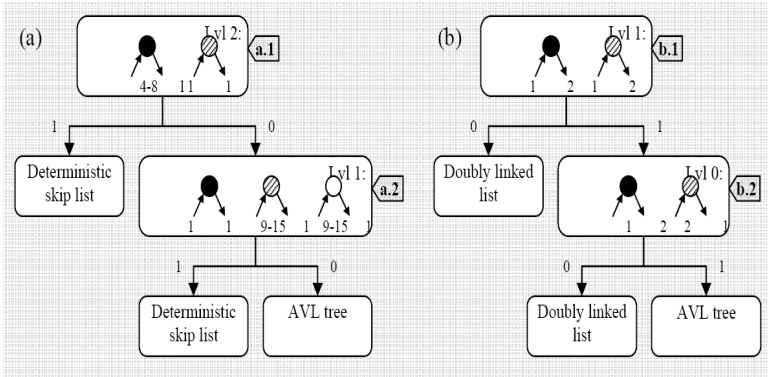 (a)
Lvl 2:
a.1
4-8 11 1
1 0
Deterministic
skip list
Lvl 1:
a.2
1 1 9-15 1 9-15 1
1 0
Deterministic
skip list
AVL tree
(b)
Lvl 1:
b.1
1 2 1 2
0 1
Doubly linked
list
Lvl 0:
b.2
1 2 2 1
0 1
Doubly linked
list
AVL tree